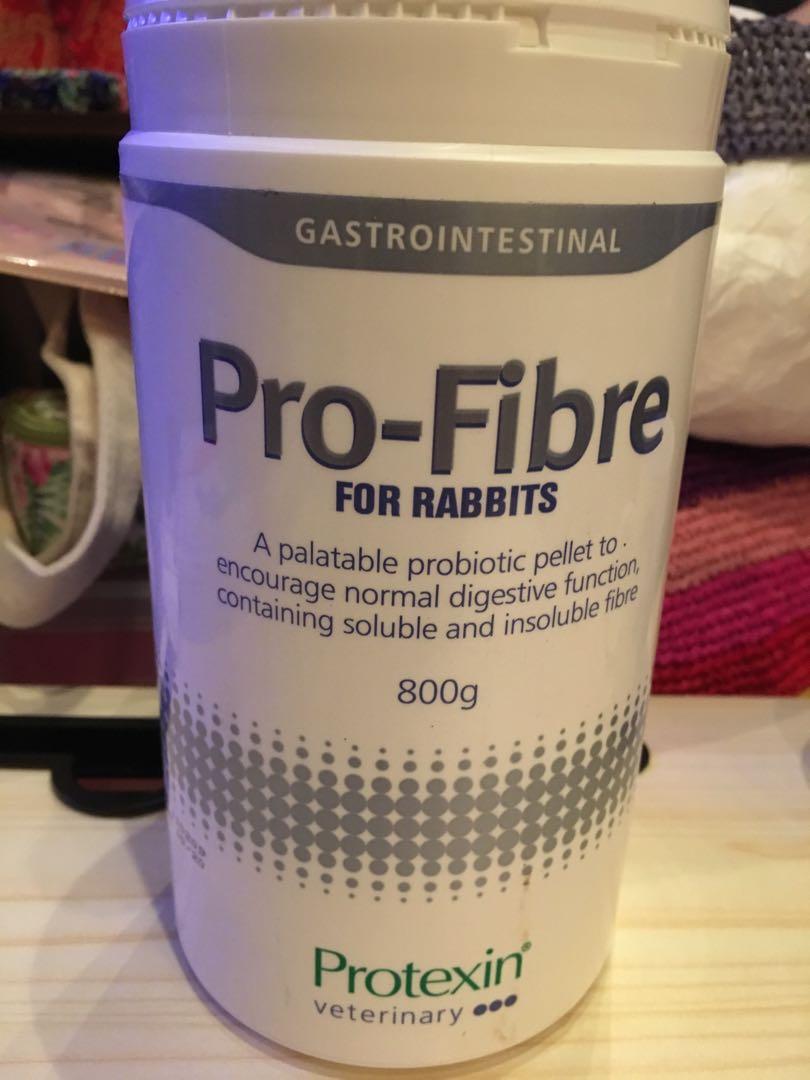 GASTROINTESTINAL
Pro-Fibre
FOR RABBITS
A palatable probiotic pellet to
encourage normal digestive function,
containing soluble and insoluble fibre
800g
Protexin®
veterinary